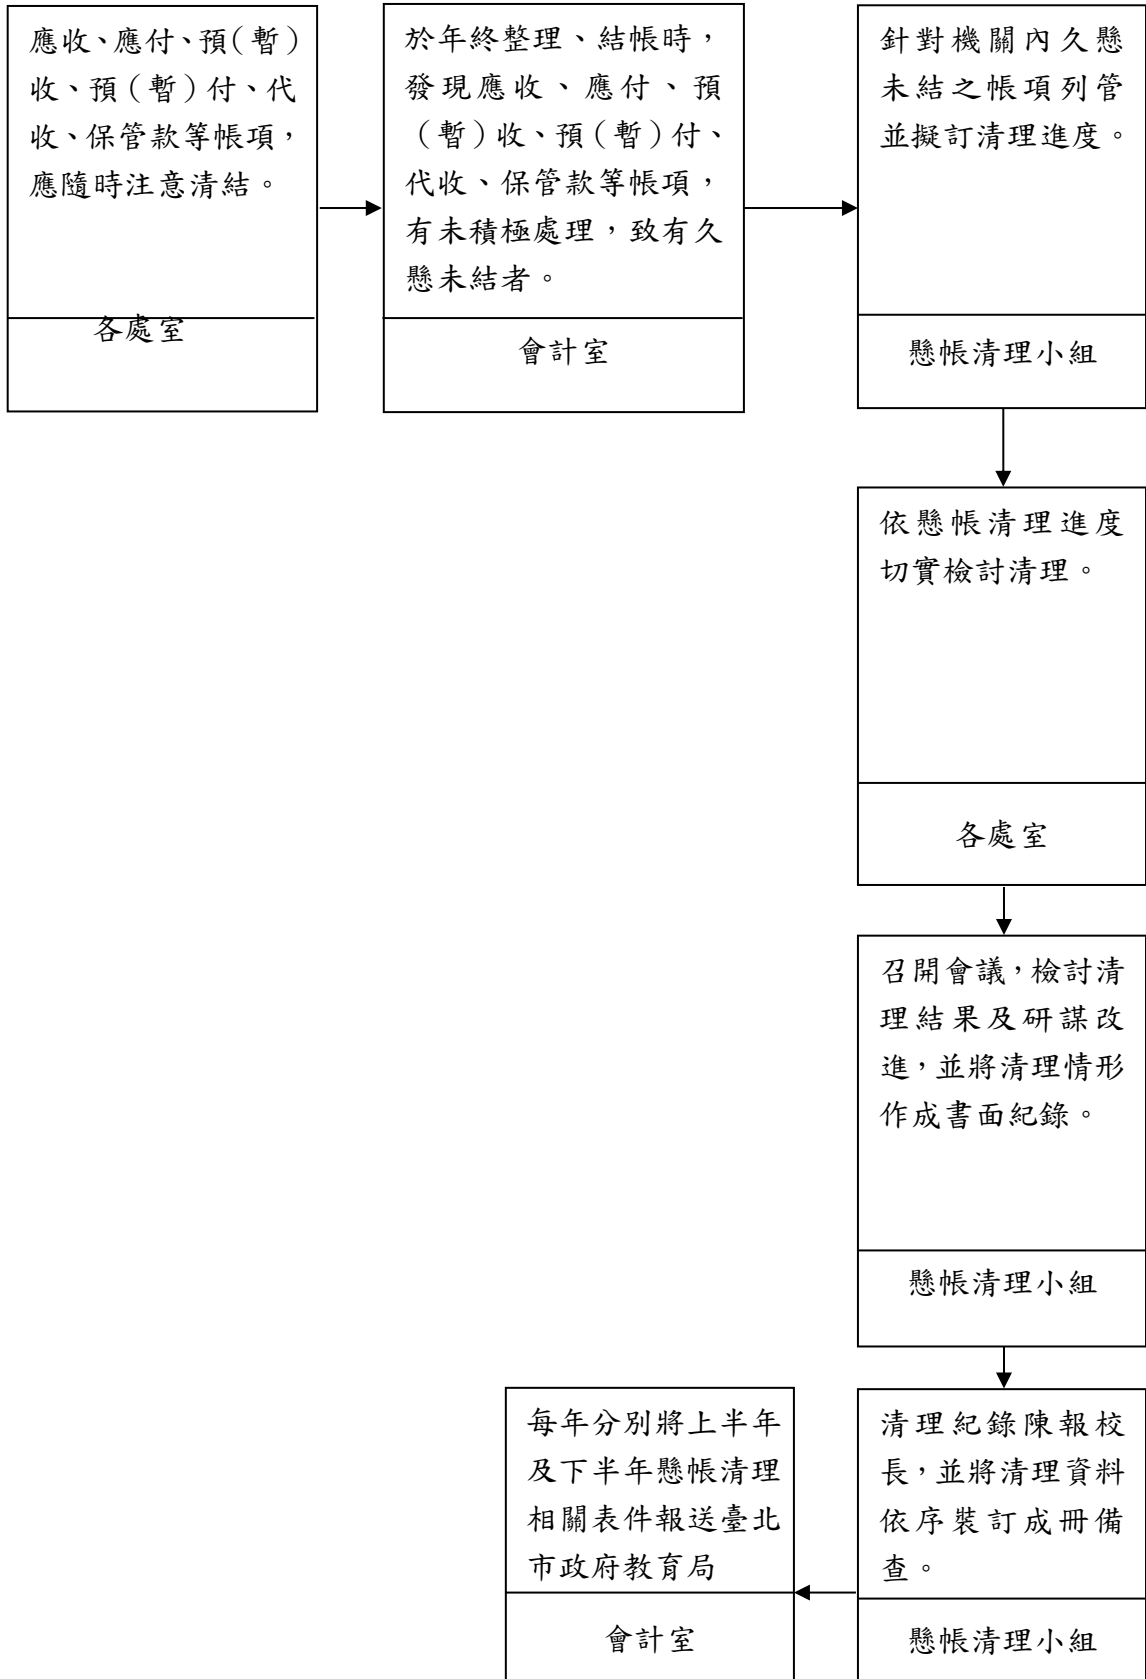 應收、應付、預(暫)
收、預(暫)付、代
收、保管款等帳項，
應隨時注意清結。
各處室
於年終整理、結帳時，
發現應收、應付、預
(暫)收、預(暫)付、
代收、保管款等帳項，
有未積極處理，致有久
懸未結者。
會計室
針對機關內久懸
未結之帳項列管
並擬訂清理進度。
懸帳清理小組
依懸帳清理進度
切實檢討清理。
各處室
召開會議，檢討清
理結果及研謀改
進，並將清理情形
作成書面紀錄。
懸帳清理小組
清理紀錄陳報校
長，並將清理資料
依序裝訂成冊備
查。
懸帳清理小組
每年分別將上半年
及下半年懸帳清理
相關表件報送臺北
市政府教育局
會計室